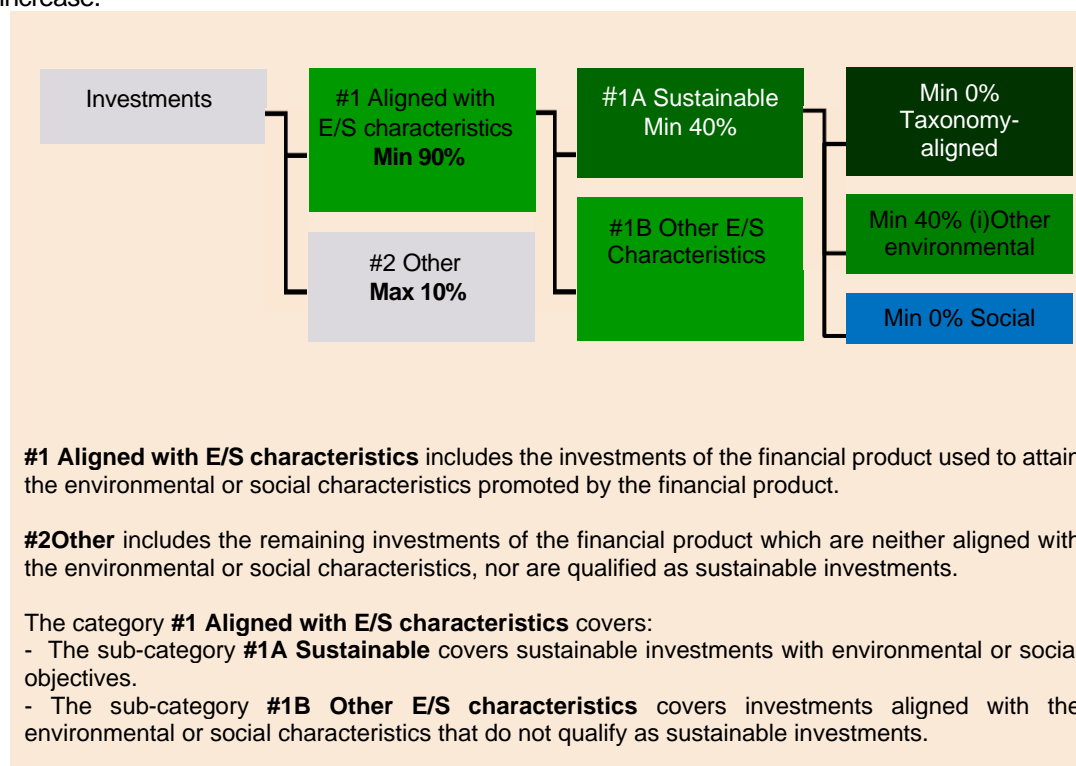 increase.
Investments
#1 Aligned with
E/S characteristics
Min 90%
#2 Other
Max 10%
#1A Sustainable
Min 40%
#1B Other E/S
Characteristics
Min 0%
Taxonomy-
aligned
Min 40% (i)Other
environmental
Min 0% Social
#1 Aligned with E/S characteristics includes the investments of the financial product used to attain
the environmental or social characteristics promoted by the financial product.
#2Other includes the remaining investments of the financial product which are neither aligned with
the environmental or social characteristics, nor are qualified as sustainable investments.
The category #1 Aligned with E/S characteristics covers:
- The sub-category #1A Sustainable covers sustainable investments with environmental or social
objectives.
- The sub-category #1B Other E/S characteristics covers investments aligned with the
environmental or social characteristics that do not qualify as sustainable investments.